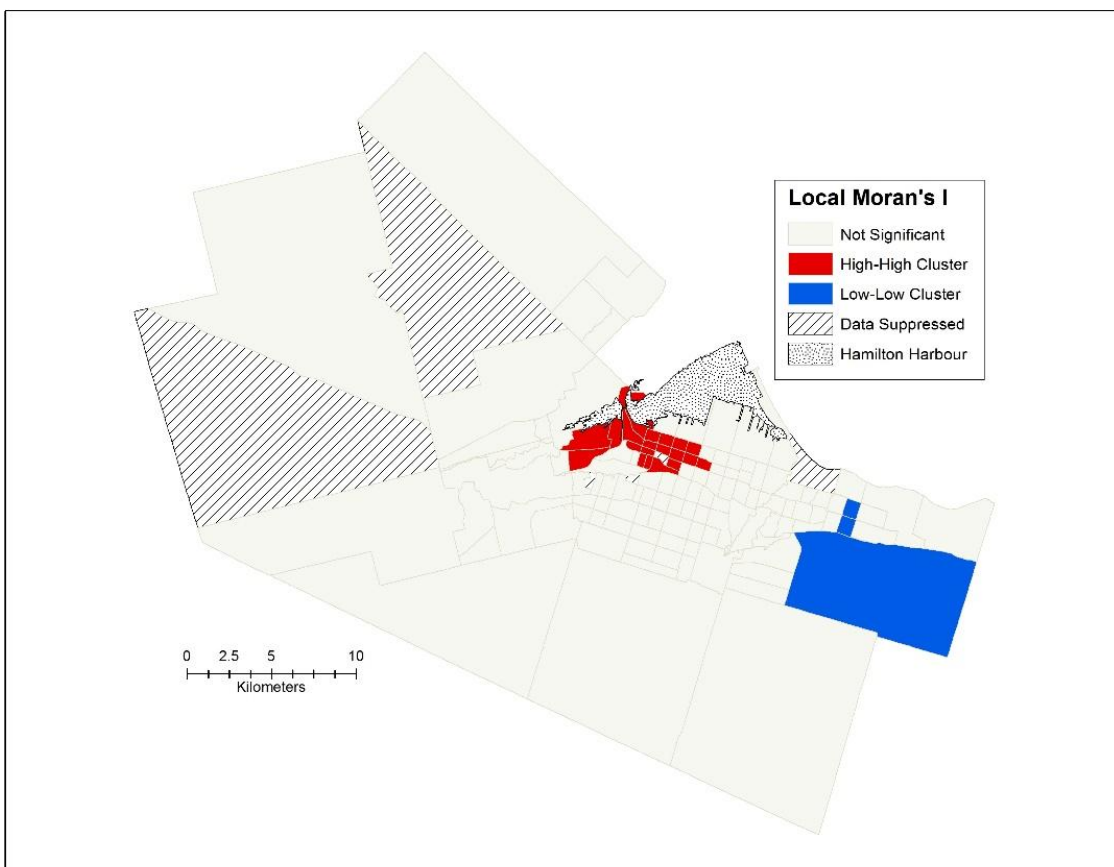 Local Moran's I
Not Significant
High-High Cluster
Low-Low Cluster
Data Suppressed
Hamilton Harbour
0 2.5 5 10
Kilometers